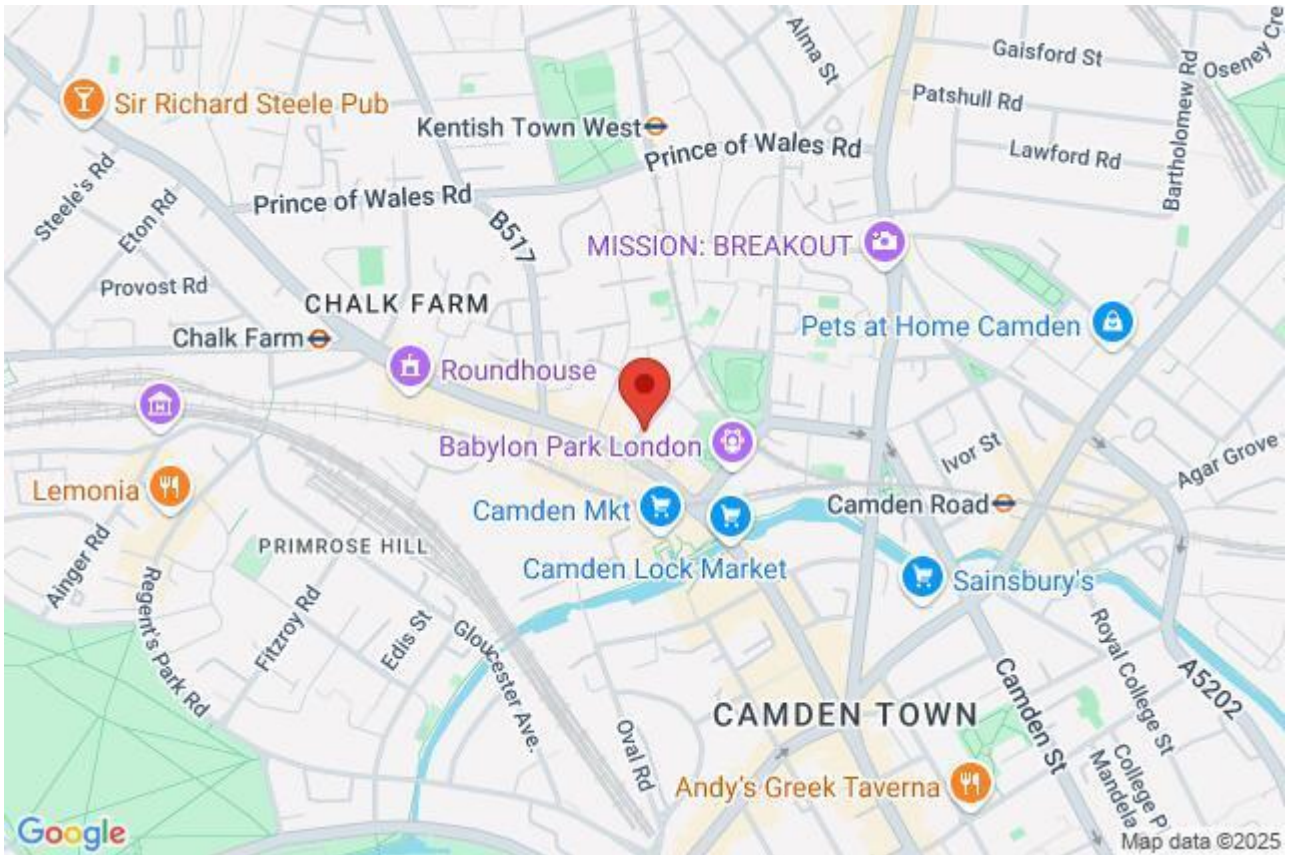 Alma St
Gaisford St
Bartholomew Rd
Oseney Cre
Sir Richard Steele Pub
Patshull Rd
Kentish Town West
Prince of Wales Rd
Lawford Rd
Steele's Rd
Eton Rd
Prince of Wales Rd
B517
MISSION: BREAKOUT
Provost Rd
CHALK FARM
Pets at Home Camden
Chalk Farm
Roundhouse
Babylon Park London
Ivor St
Agar Grove
Lemonia
Camden Mkt
Camden Road
PRIMROSE HILL
Camden Lock Market
Sainsbury's
Ainger Rd
Regent's Park Rd
Fitzroy Rd
Edis St
Gloucester Ave.
Oval Rd
Royal College St
A5202
CAMDEN TOWN
Camden St
College Pl
Mandela
Andy's Greek Taverna
Google
Map data ©2025